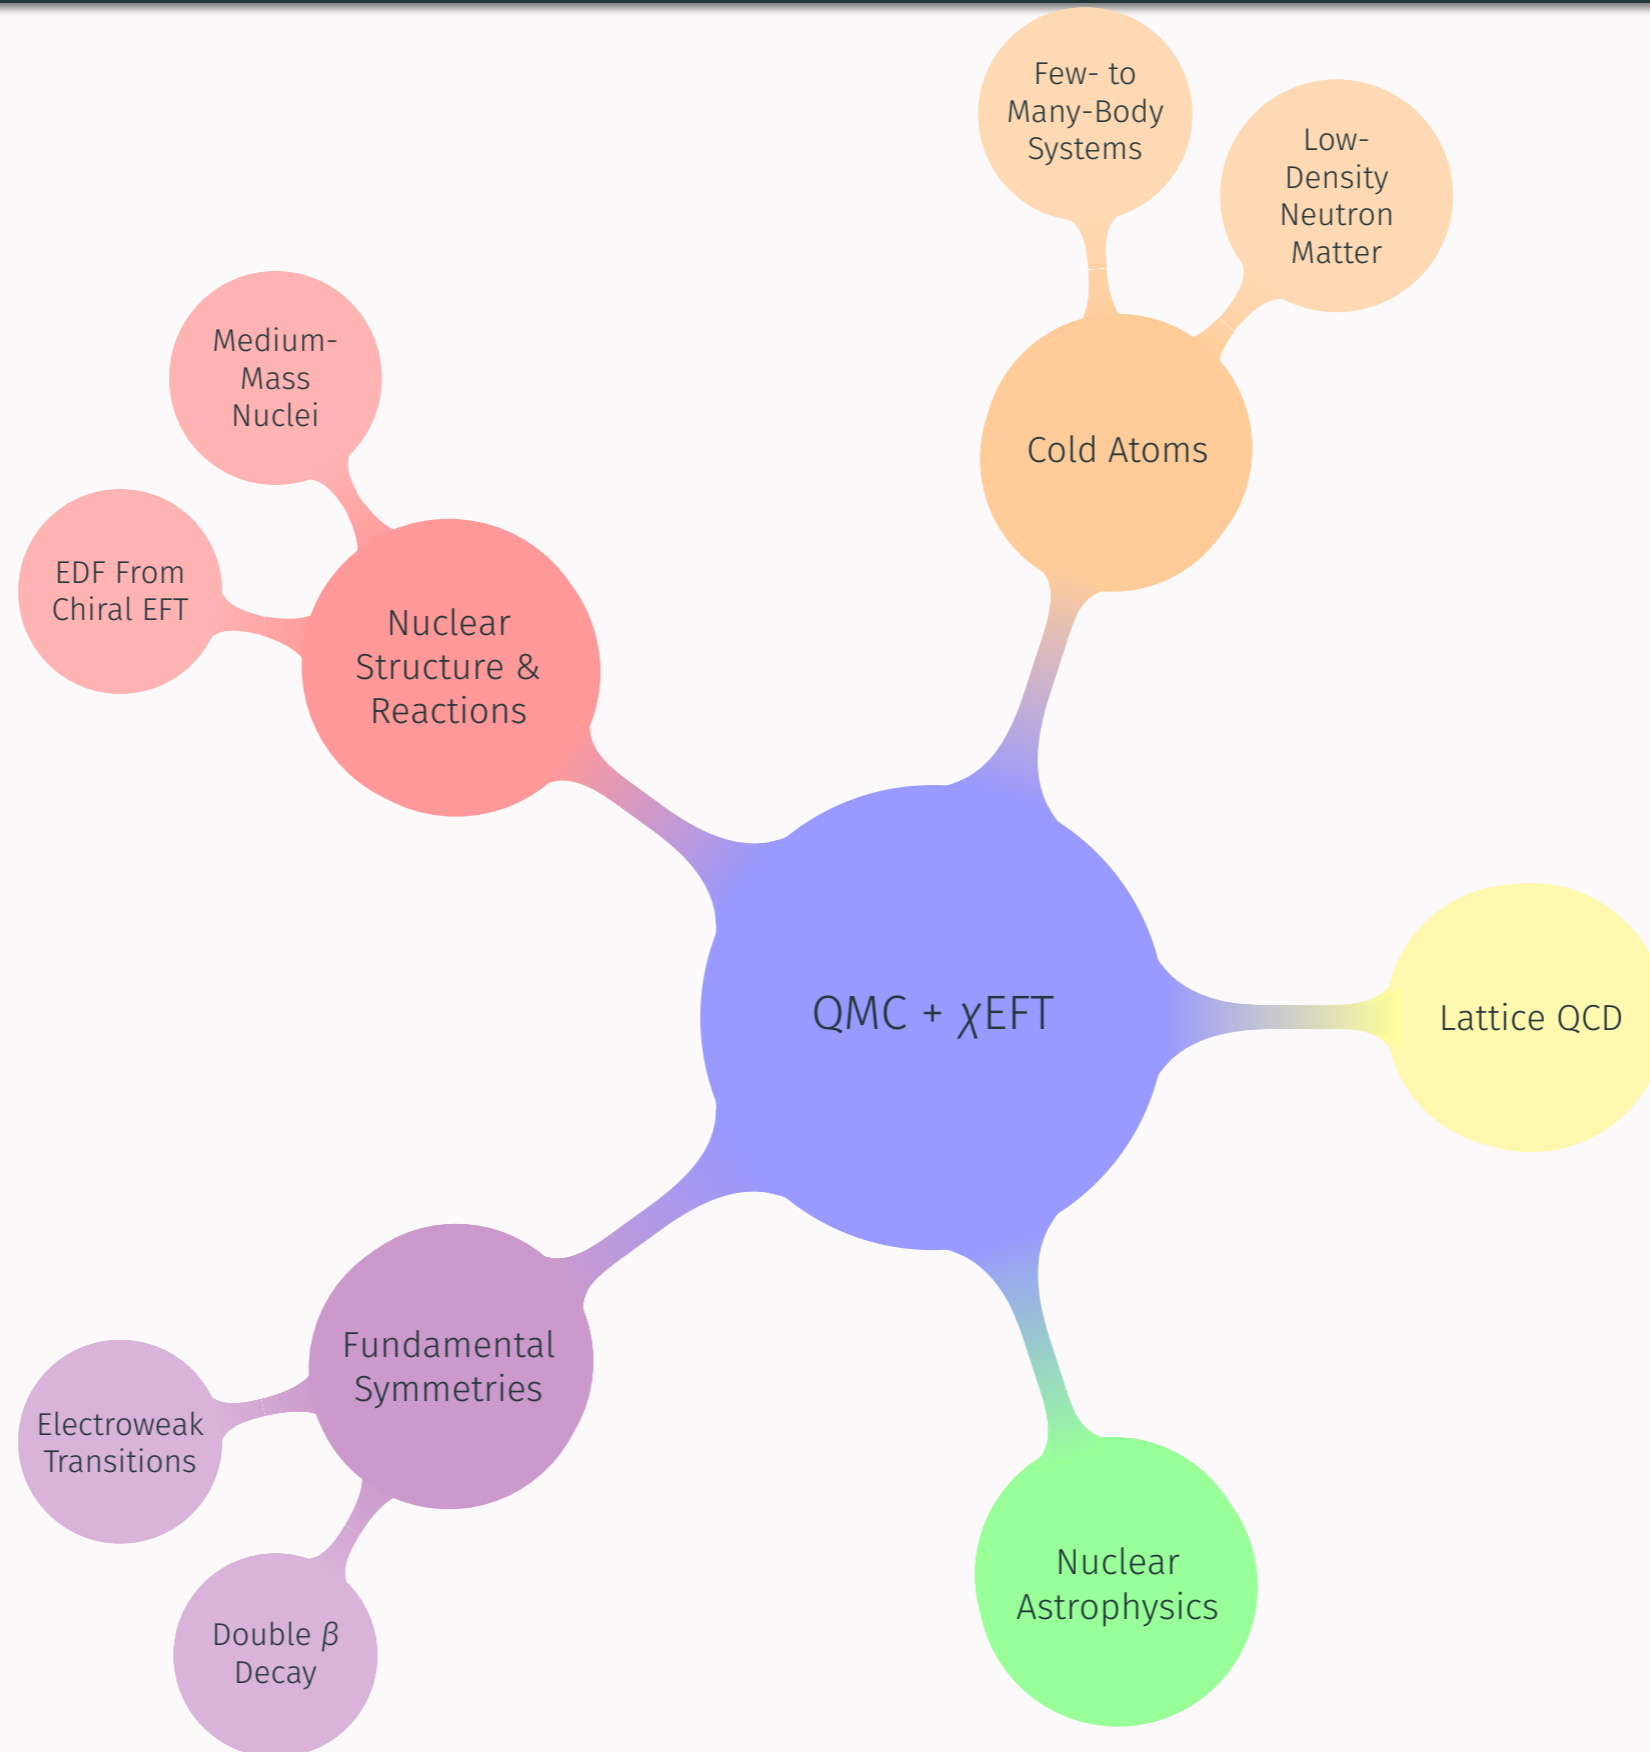 Few- to
Many-Body
Systems
Low-
Density
Neutron
Matter
Cold Atoms
Medium-
Mass
Nuclei
EDF From
Chiral EFT
Nuclear
Structure &
Reactions
QMC + χEFT
Lattice QCD
Fundamental
Symmetries
Electroweak
Transitions
Double β
Decay
Nuclear
Astrophysics